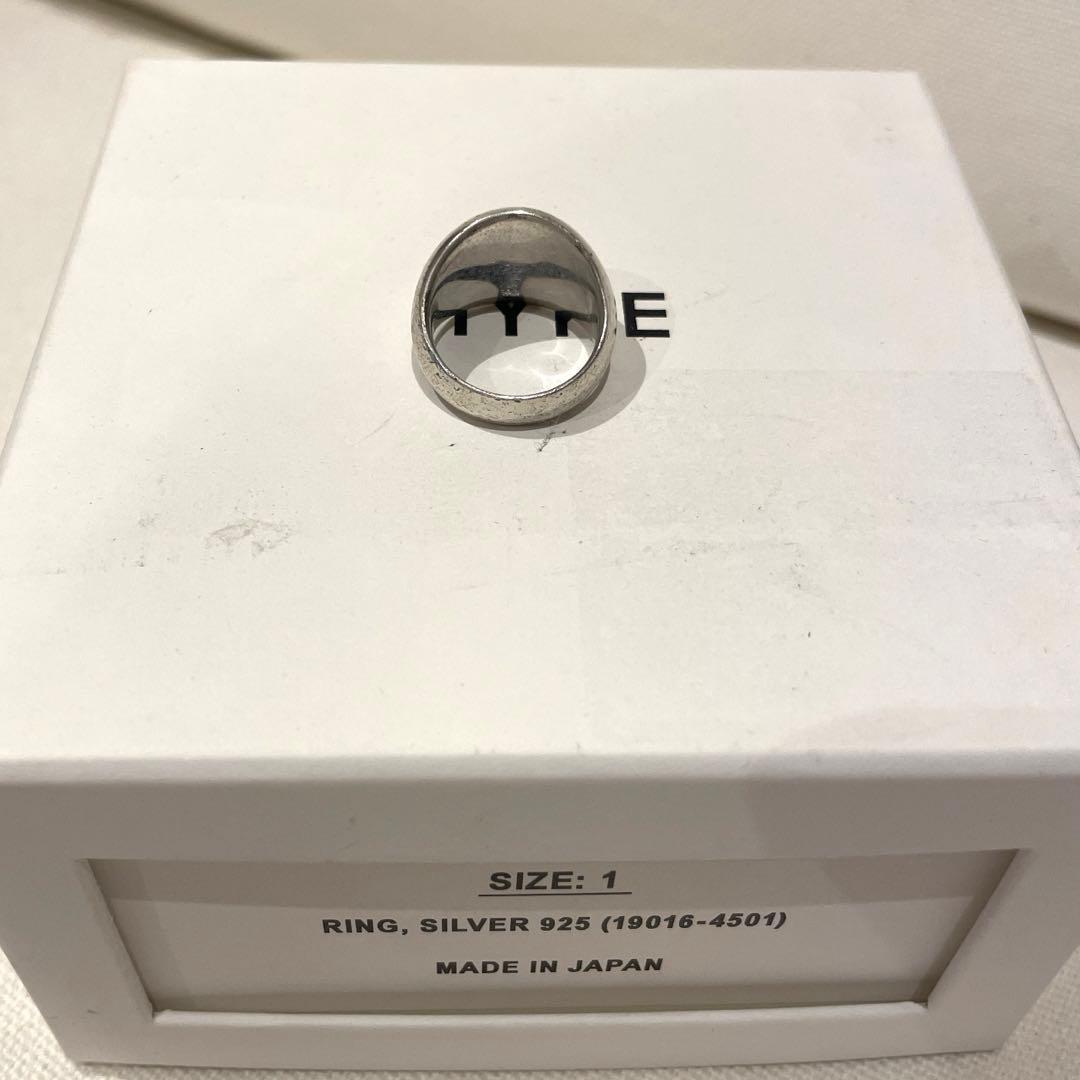 SIZE: 1
RING, SILVER 925 (19016-4501)
MADE IN JAPAN